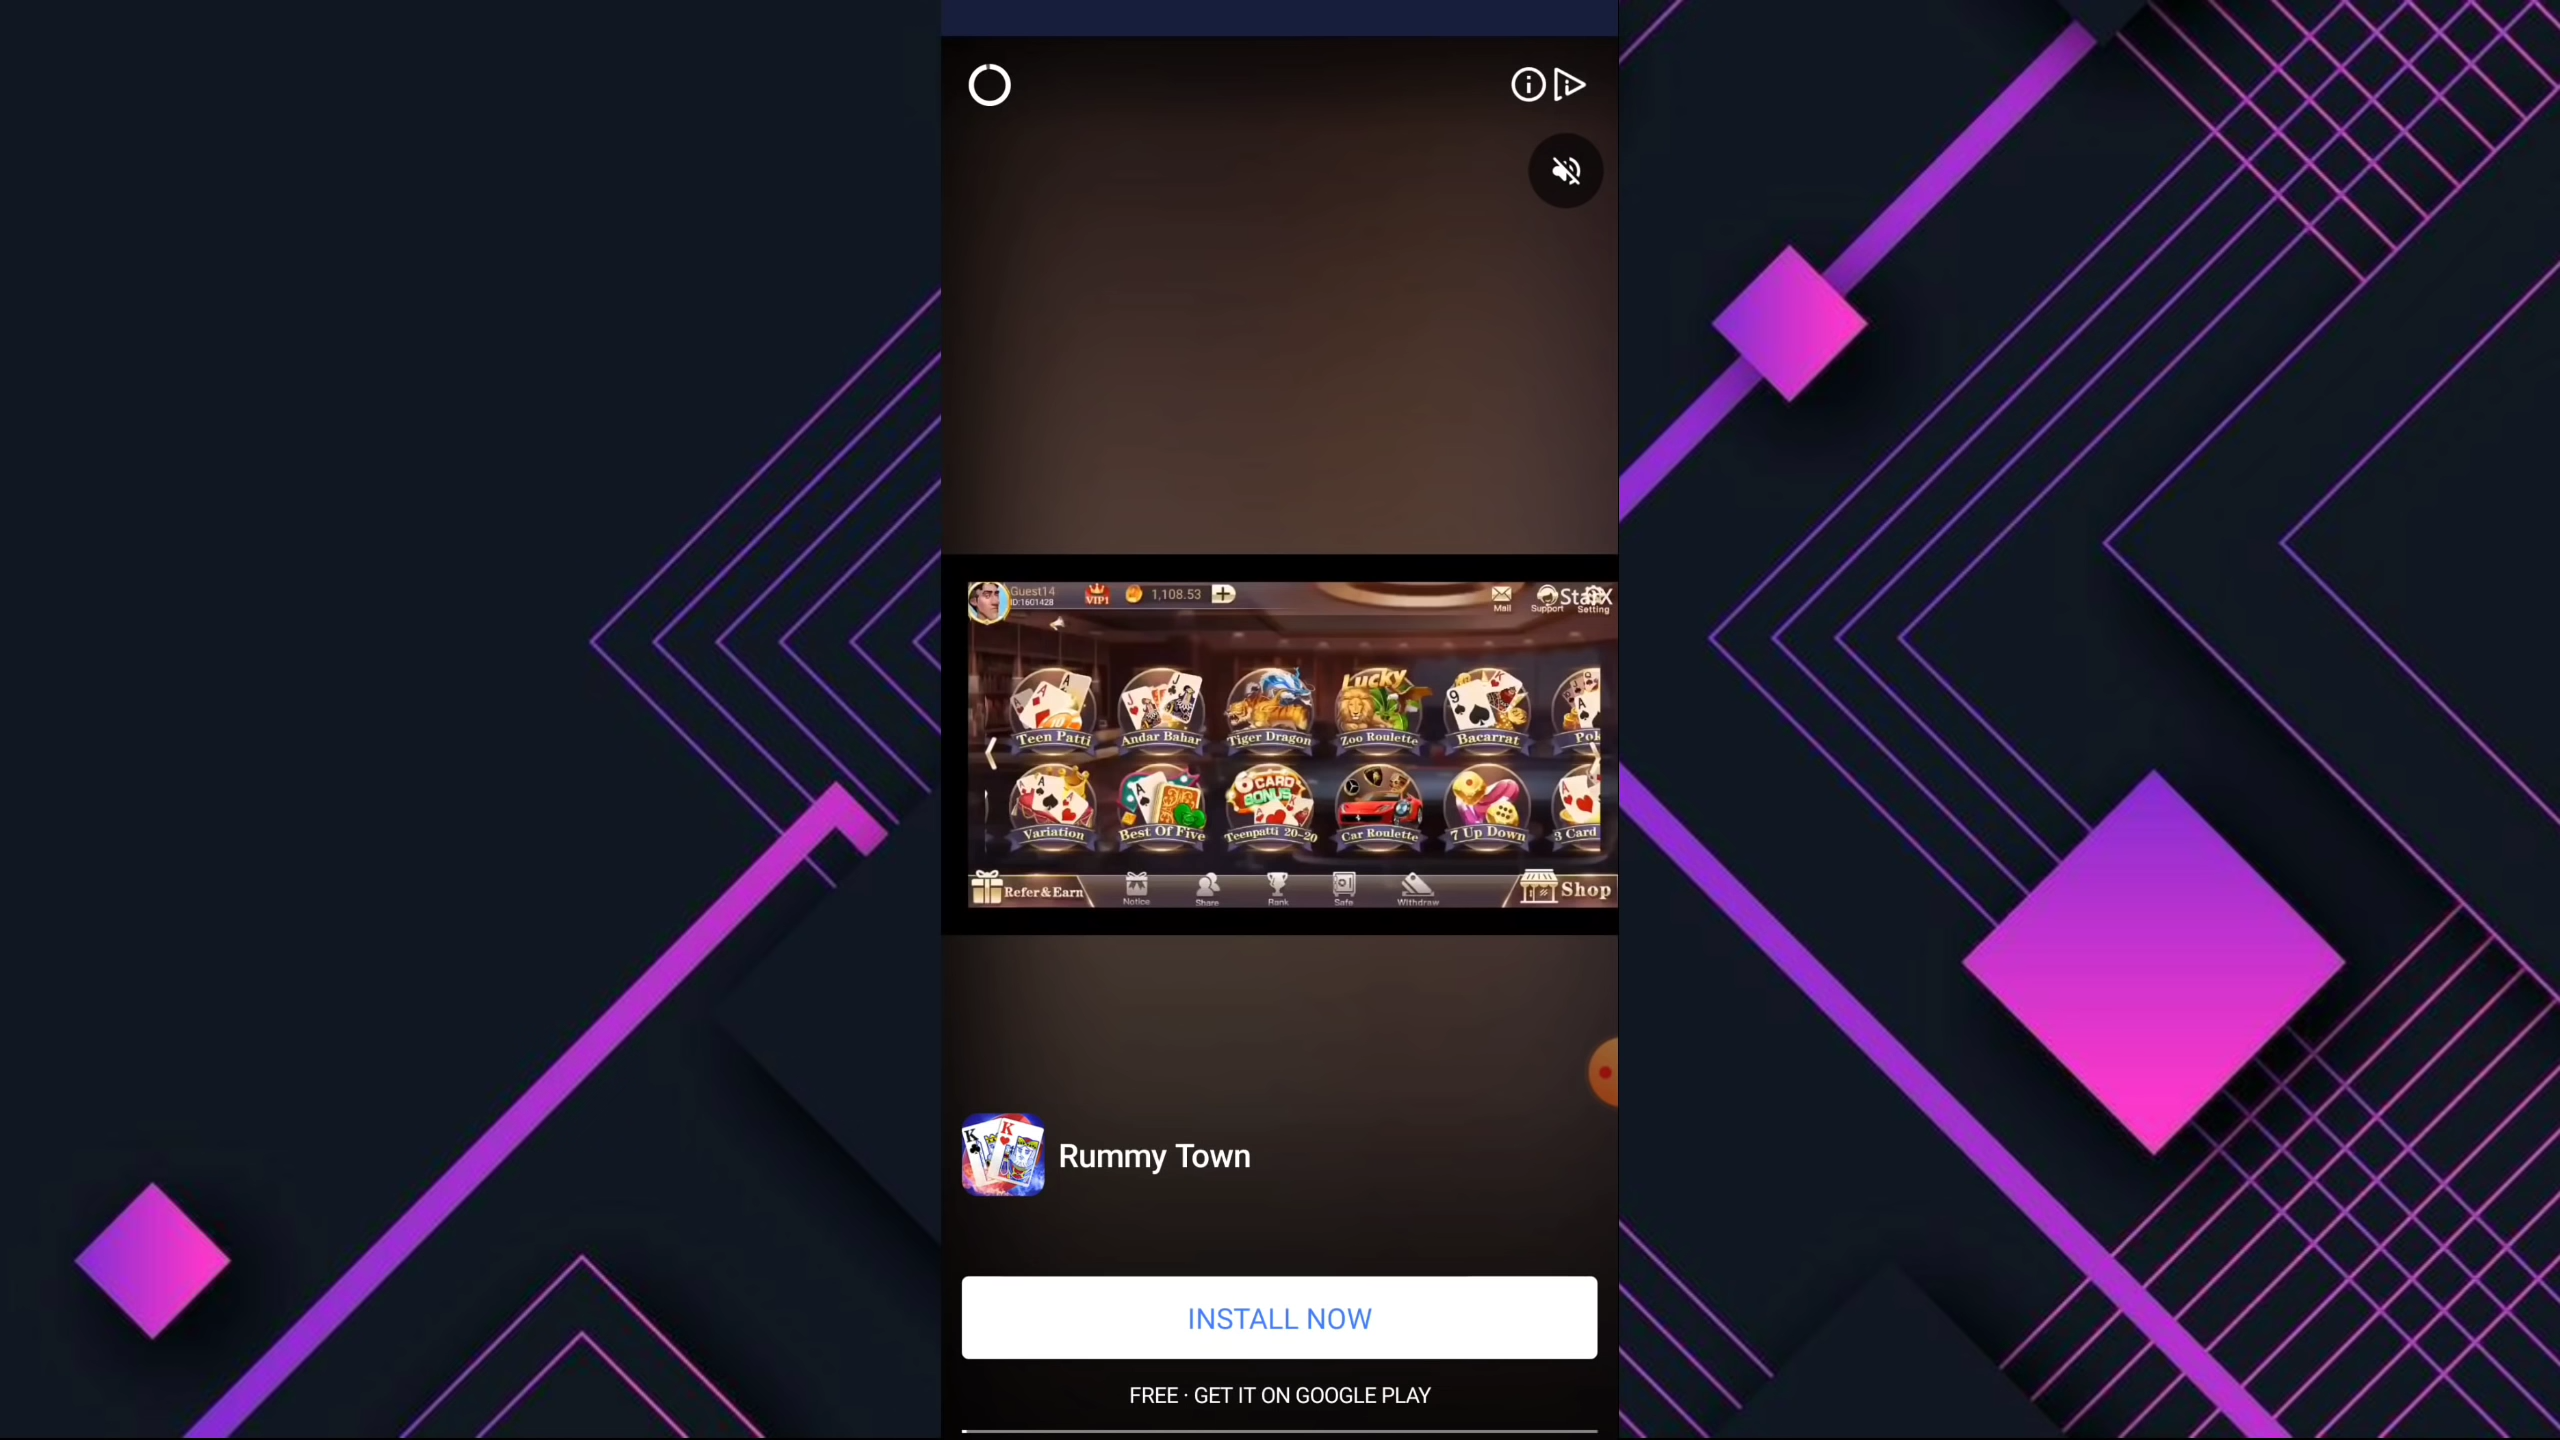 Guest14
ID:1601428
VIP1
1,108.53
Mail
Support
Setting
Lucky
Teen Patti
Andar Bahar
Tiger Dragon
Zoo Roulette
Bacarrat
6 CARD
BONUS
Variation
Best Of Five
Teenpatti 20-20
Car Roulette
7 Up Down
3 Card
Refer&Earn
Notice
Share
Rank
Safe
Withdraw
Shop
Rummy Town
INSTALL NOW
FREE · GET IT ON GOOGLE PLAY